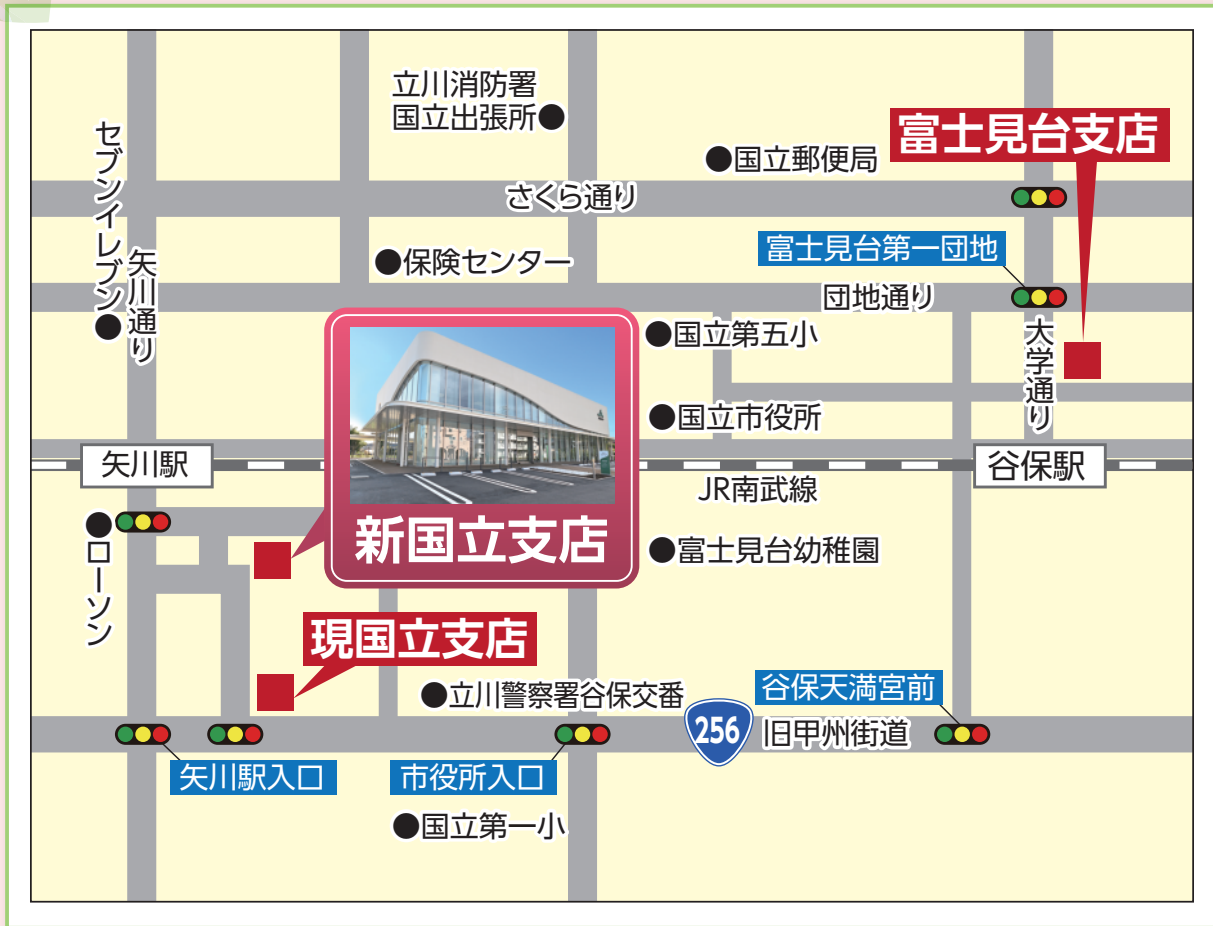 立川消防署
国立出張所●
富士見台支店
●国立郵便局
セブンイレブン●
さくら通り
矢川通り
●保険センター
富士見台第一団地
団地通り
●国立第五小
大学通り
●国立市役所
矢川駅
谷保駅
JR南武線
新国立支店
●ローソン
●富士見台幼稚園
現国立支店
●立川警察署谷保交番
谷保天満宮前
256
旧甲州街道
矢川駅入口
市役所入口
●国立第一小